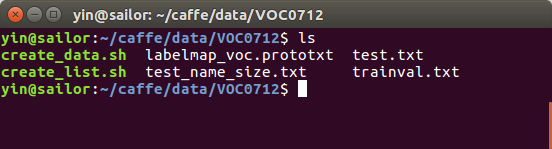 yin@sailor: ~/caffe/data/VOC0712
yin@sailor:~/caffe/data/VOC0712$ ls
create_data.sh  labelmap_voc.prototxt  test.txt
create_list.sh  test_name_size.txt     trainval.txt
yin@sailor:~/caffe/data/VOC0712$